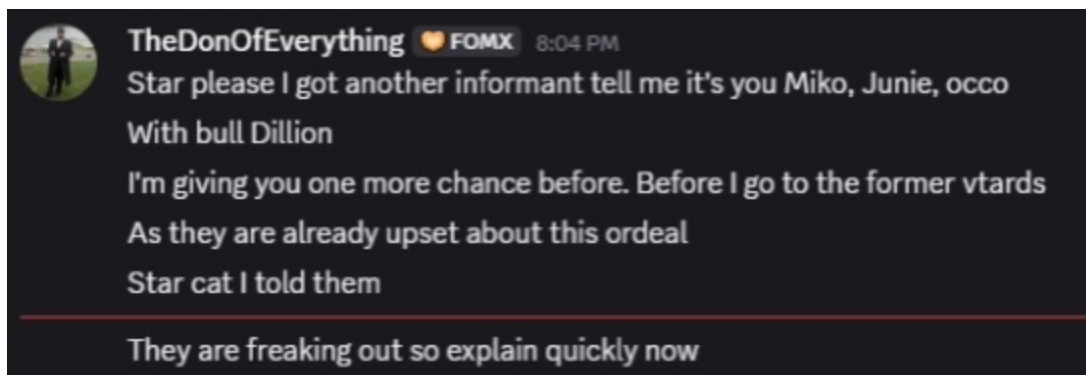 TheDonOfEverything FOMX 8:04 PM
Star please I got another informant tell me it's you Miko, Junie, occo
With bull Dillion
I'm giving you one more chance before. Before I go to the former vtards
As they are already upset about this ordeal
Star cat I told them
They are freaking out so explain quickly now